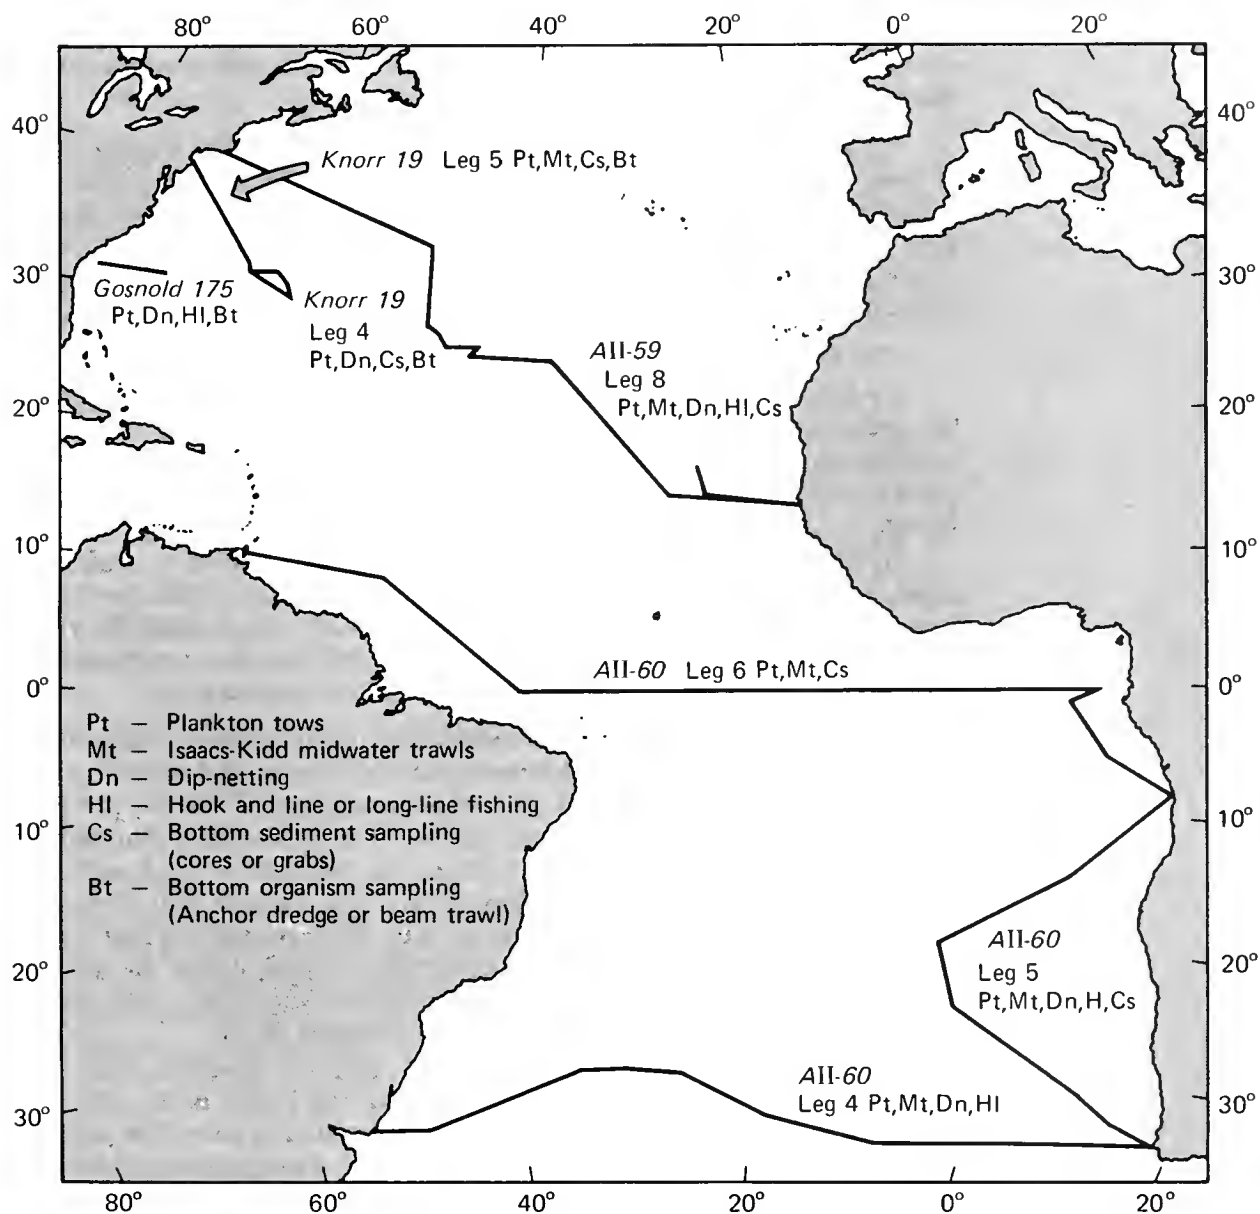 80° 60° 40° 20° 0° 20°
40° 40°
Knorr 19 Leg 5 Pt,Mt,Cs,Bt
30° 30°
Gosnold 175
Pt,Dn,Hl,Bt
Knorr 19
Leg 4
Pt,Dn,Cs,Bt
AII-59
Leg 8
Pt,Mt,Dn,Hl,Cs
20° 20°
10° 10°
AII-60 Leg 6 Pt,Mt,Cs
0° 0°
Pt — Plankton tows
Mt — Isaacs-Kidd midwater trawls
Dn — Dip-netting
Hl — Hook and line or long-line fishing
Cs — Bottom sediment sampling
(cores or grabs)
Bt — Bottom organism sampling
(Anchor dredge or beam trawl)
10° 10°
AII-60
Leg 5
Pt,Mt,Dn,H,Cs
20° 20°
AII-60
Leg 4 Pt,Mt,Dn,Hl
30° 30°
80° 60° 40° 20° 0° 20°